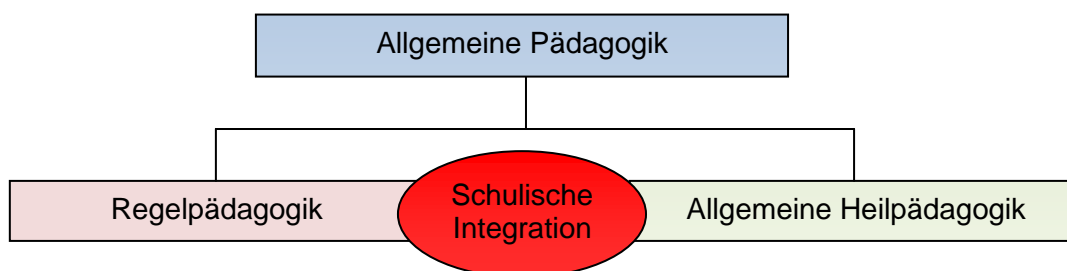 Allgemeine Pädagogik
Regelpädagogik
Schulische
Integration
Allgemeine Heilpädagogik